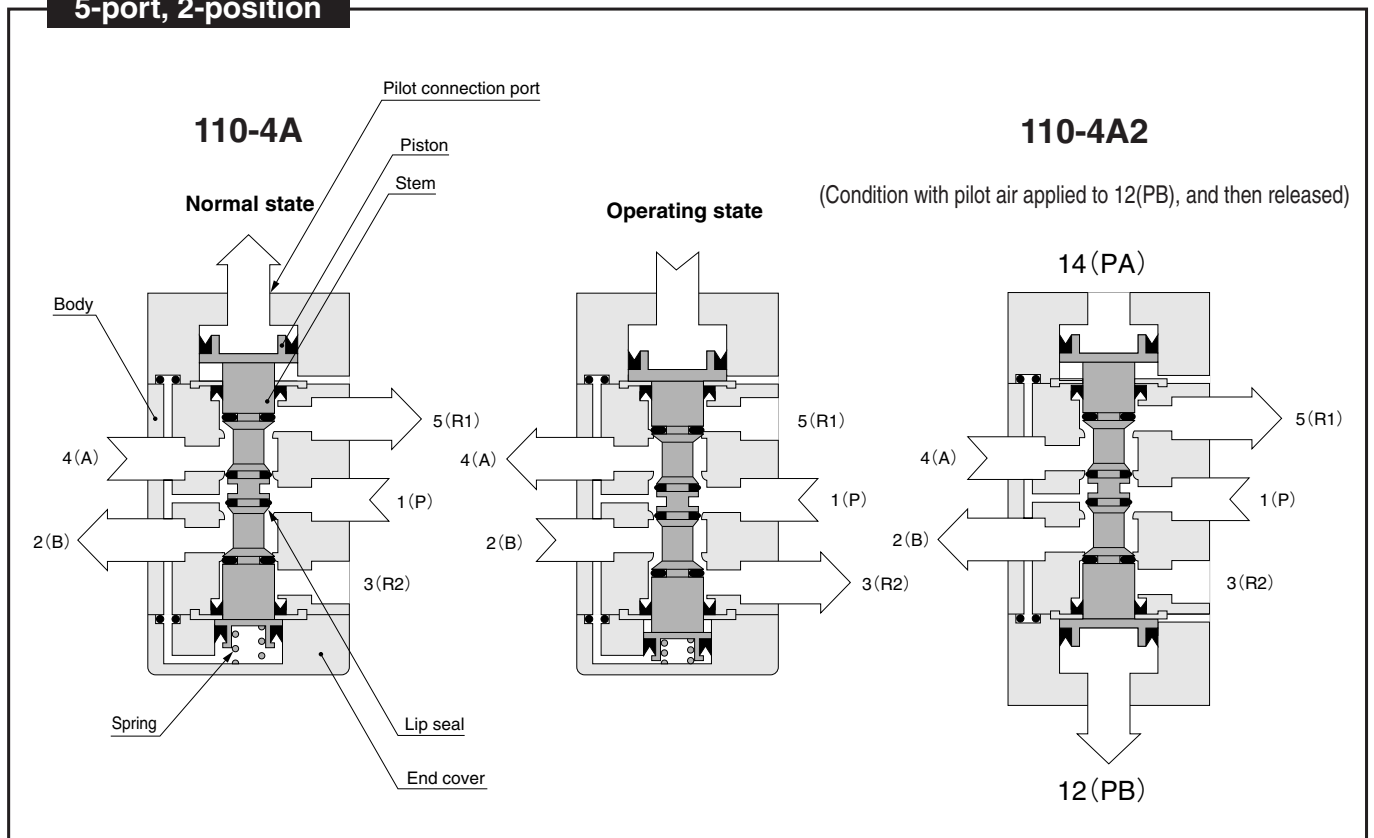 5-port, 2-position
Pilot connection port
110-4A
110-4A2
Piston
Stem
Normal state
Operating state
(Condition with pilot air applied to 12(PB), and then released)
14(PA)
Body
5(R1)
5(R1)
5(R1)
4(A)
4(A)
4(A)
1(P)
1(P)
1(P)
2(B)
2(B)
2(B)
3(R2)
3(R2)
3(R2)
Spring
Lip seal
End cover
12(PB)